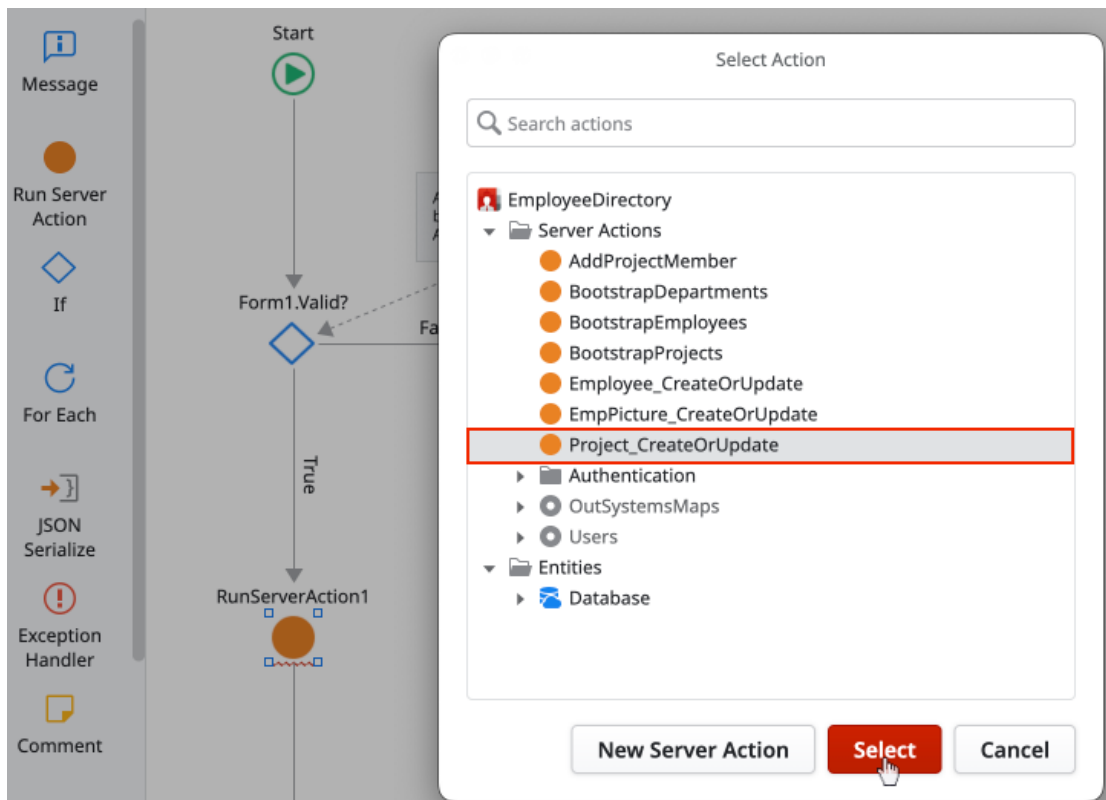 Message
Run Server
Action
If
For Each
JSON
Serialize
Exception
Handler
Comment
Start
Form1.Valid?
True
RunServerAction1
Select Action
Search actions
EmployeeDirectory
Server Actions
AddProjectMember
BootstrapDepartments
BootstrapEmployees
BootstrapProjects
Employee_CreateOrUpdate
EmpPicture_CreateOrUpdate
Project_CreateOrUpdate
Authentication
OutSystemsMaps
Users
Entities
Database
New Server Action
Select
Cancel